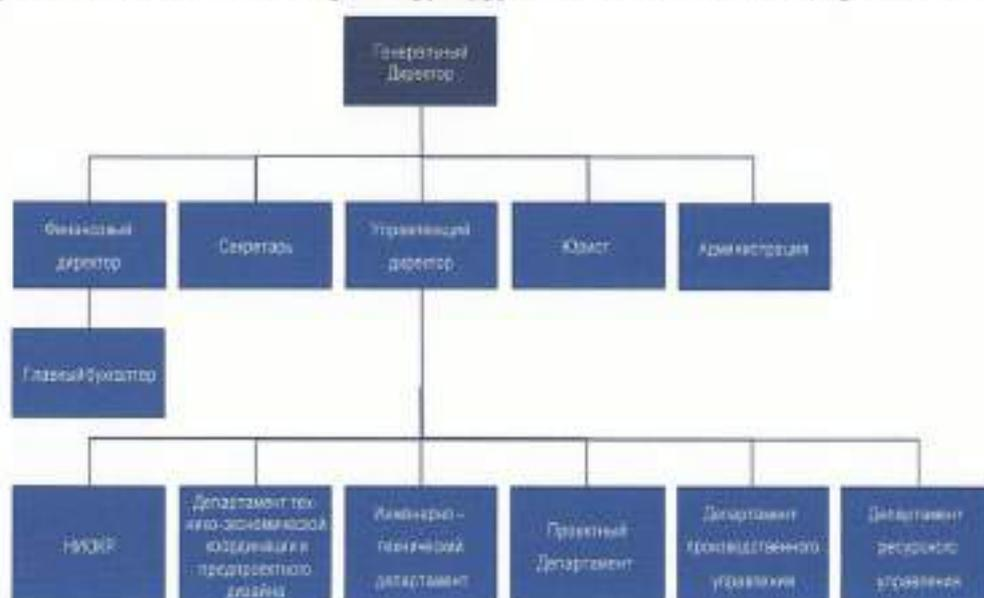 Генеральный
Директор
Финансовый
директор
Секретарь
Управляющий
директор
Юрист
Администрация
Главный бухгалтер
НИОКР
Департамент тех-
нико-экономической
координации и
предпроектного
дизайна
Инженерно –
технический
департамент
Проектный
Департамент
Департамент
производственного
управления
Департамент
ресурсного
управления